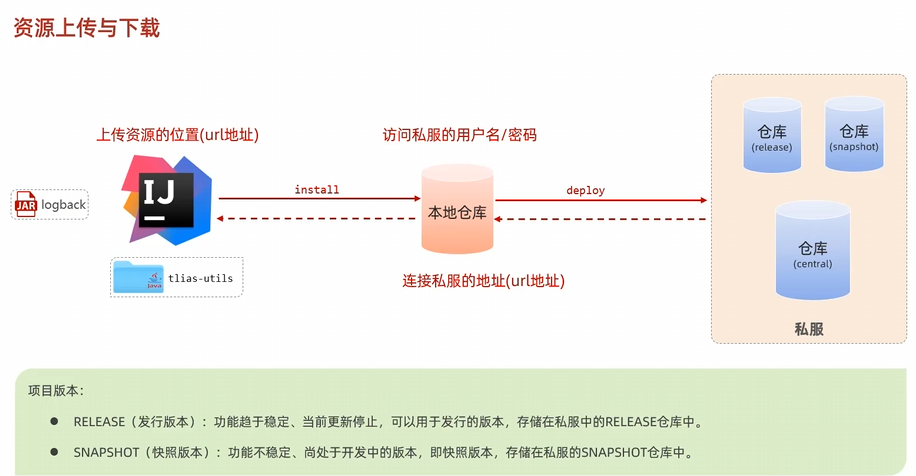 资源上传与下载
上传资源的位置(url地址)
访问私服的用户名/密码
仓库
(release)
仓库
(snapshot)
IJ
install
deploy
JAR
logback
本地仓库
仓库
(central)
Java
tlias-utils
连接私服的地址(url地址)
私服
项目版本：
● RELEASE（发行版本）：功能趋于稳定、当前更新停止，可以用于发行的版本，存储在私服中的RELEASE仓库中。
● SNAPSHOT（快照版本）：功能不稳定、尚处于开发中的版本，即快照版本，存储在私服的SNAPSHOT仓库中。